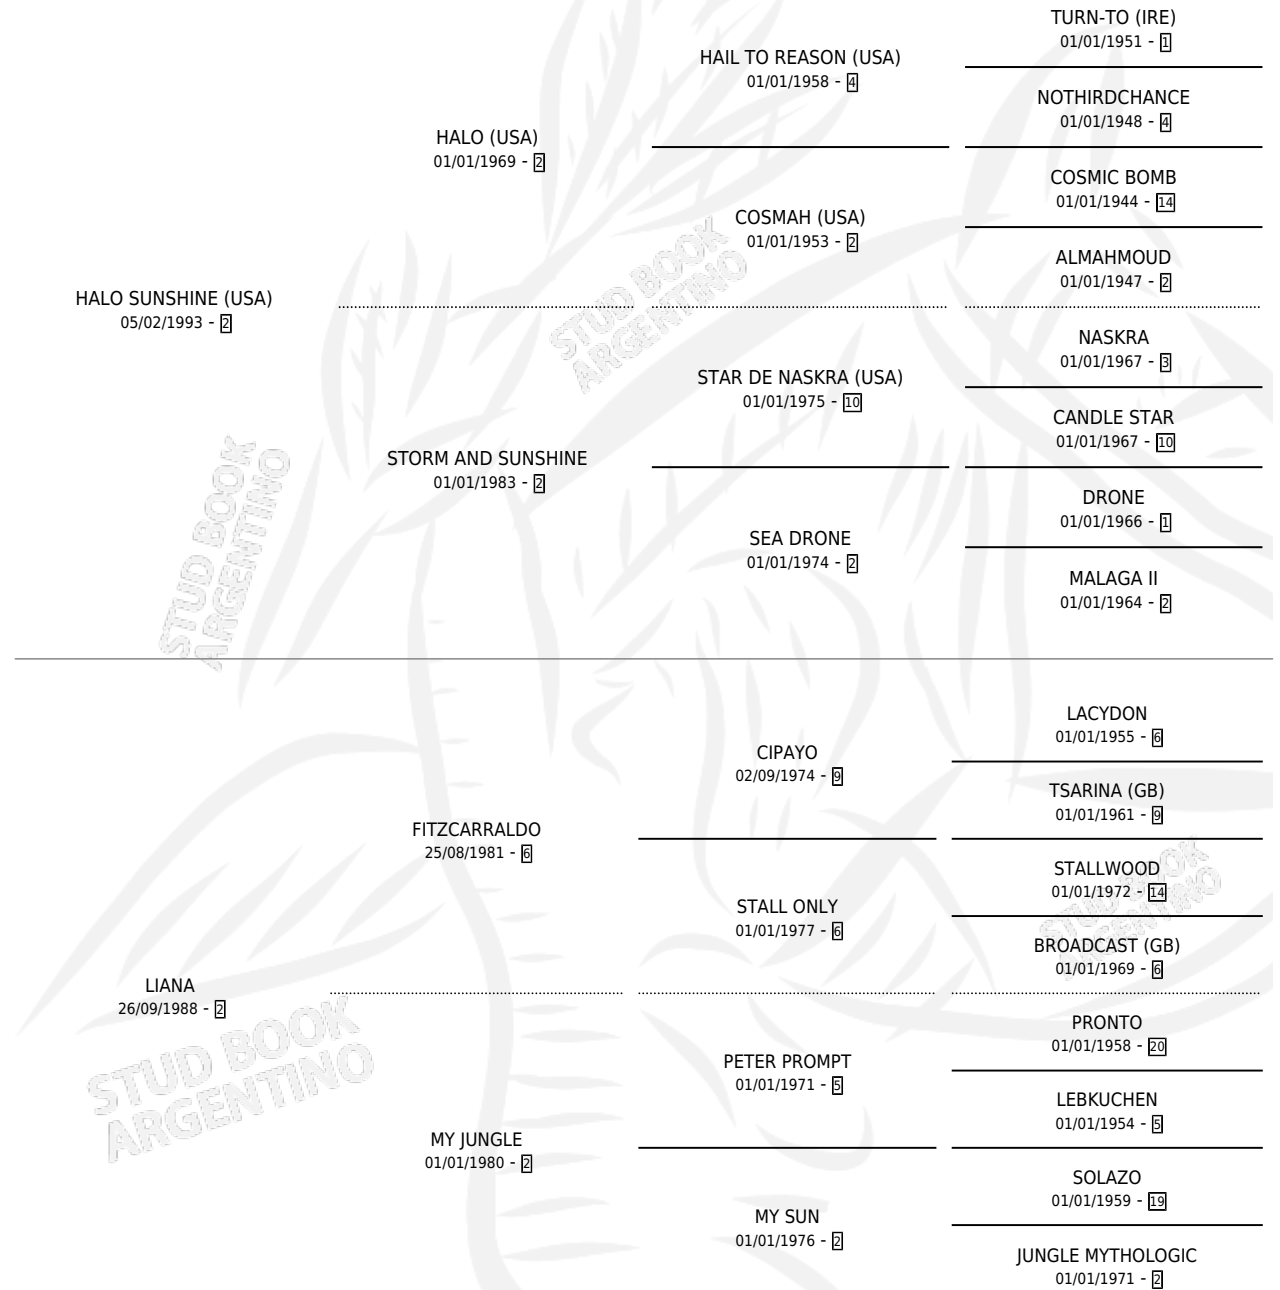 TURN-TO (IRE)
01/01/1951 - 1
HAIL TO REASON (USA)
01/01/1958 - 4
NOTHIRDCHANCE
01/01/1948 - 4
HALO (USA)
01/01/1969 - 2
COSMIC BOMB
01/01/1944 - 14
COSMAH (USA)
01/01/1953 - 2
ALMAHMOUD
01/01/1947 - 2
HALO SUNSHINE (USA)
05/02/1993 - 2
NASKRA
01/01/1967 - 3
STAR DE NASKRA (USA)
01/01/1975 - 10
CANDLE STAR
01/01/1967 - 10
STORM AND SUNSHINE
01/01/1983 - 2
DRONE
01/01/1966 - 1
SEA DRONE
01/01/1974 - 2
MALAGA II
01/01/1964 - 2
LACYDON
01/01/1955 - 6
CIPAYO
02/09/1974 - 9
TSARINA (GB)
01/01/1961 - 9
FITZCARRALDO
25/08/1981 - 6
STALLWOOD
01/01/1972 - 14
STALL ONLY
01/01/1977 - 6
BROADCAST (GB)
01/01/1969 - 6
LIANA
26/09/1988 - 2
PRONTO
01/01/1958 - 20
PETER PROMPT
01/01/1971 - 5
LEBKUCHEN
01/01/1954 - 5
MY JUNGLE
01/01/1980 - 2
SOLAZO
01/01/1959 - 19
MY SUN
01/01/1976 - 2
JUNGLE MYTHOLOGIC
01/01/1971 - 2
STUD BOOK
ARGENTINO
STUD BOOK
ARGENTINO
STUD BOOK
ARGENTINO
STUD BOOK
ARGENTINO